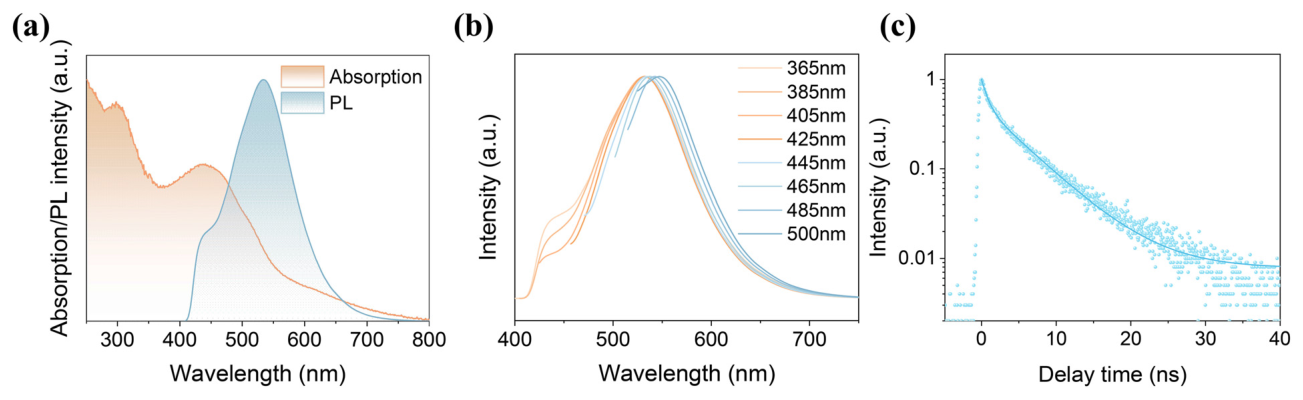 (a)
Absorption/PL intensity (a.u.)
Absorption
PL
300 400 500 600 700 800
Wavelength (nm)
(b)
Intensity (a.u.)
365nm
385nm
405nm
425nm
445nm
465nm
485nm
500nm
400 500 600 700
Wavelength (nm)
(c)
Intensity (a.u.)
1
0.1
0.01
0 10 20 30 40
Delay time (ns)